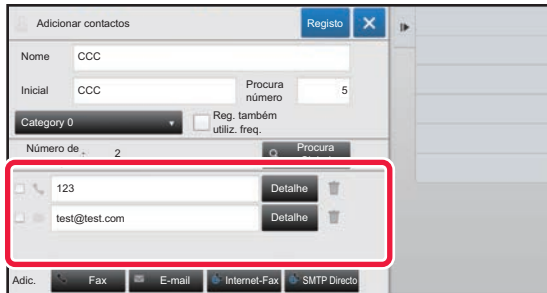 Adicionar contactos Registo
Nome CCC
Inicial CCC Procura número 5
Category 0 Reg. também utiliz. freq.
Número de 2 Procura
123 Detalhe
test@test.com Detalhe
Adic. Fax E-mail Internet-Fax SMTP Directo